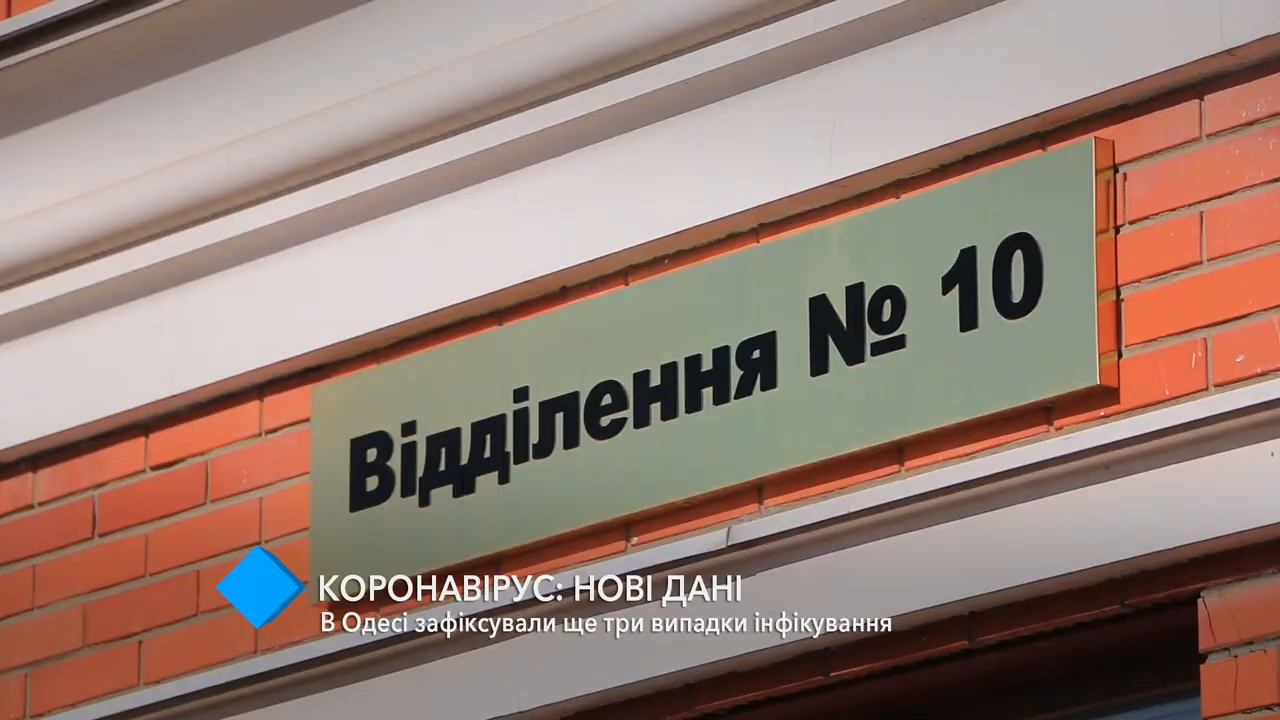 Відділення № 10
КОРОНАВІРУС: НОВІ ДАНІ
В Одесі зафіксували ще три випадки інфікування